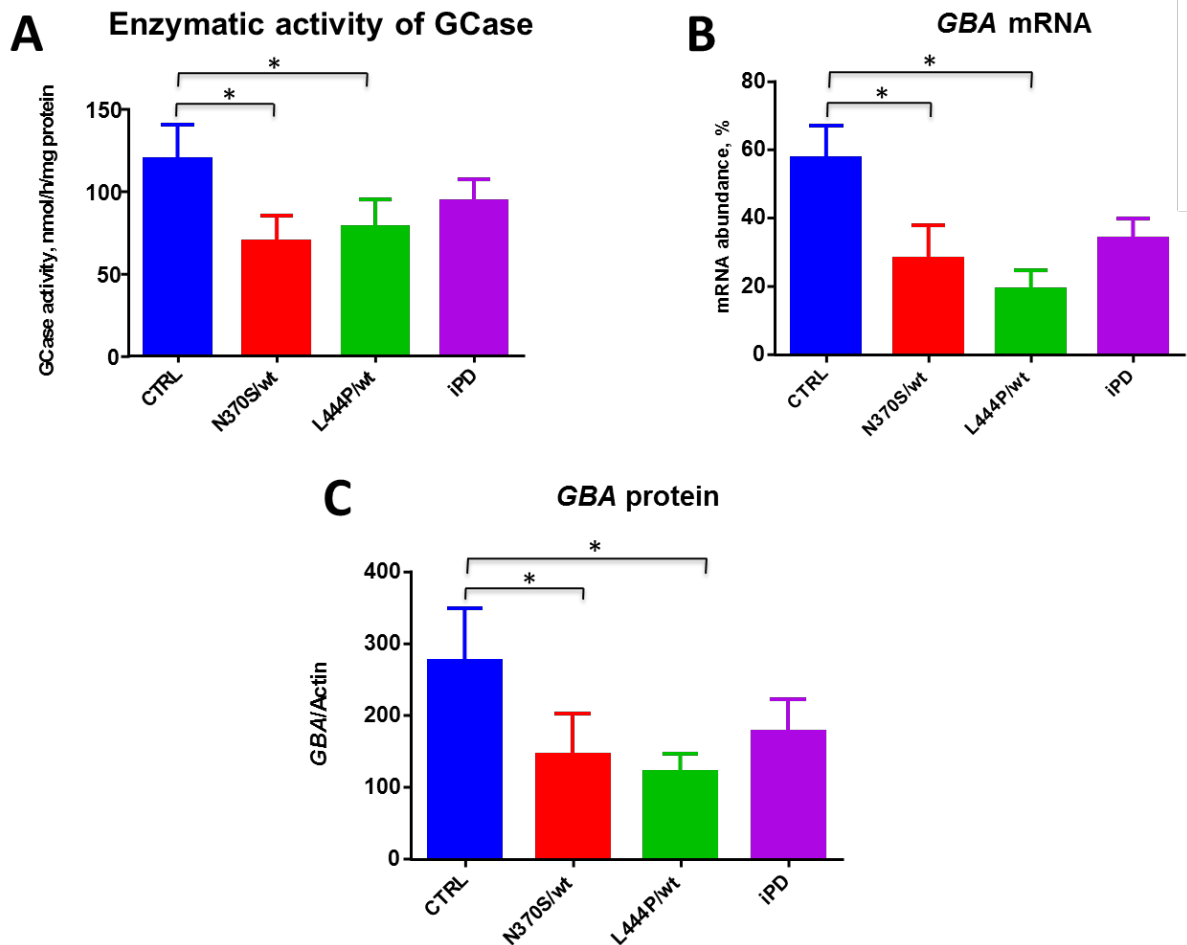 A
Enzymatic activity of GCase
*
*
GCase activity, nmol/h/mg protein
150
100
50
0
CTRL
N370S/wt
L444P/wt
iPD
B
GBA mRNA
*
*
mRNA abundance, %
80
60
40
20
0
CTRL
N370S/wt
L444P/wt
iPD
C
GBA protein
*
*
GBA/Actin
400
300
200
100
0
CTRL
N370S/wt
L444P/wt
iPD